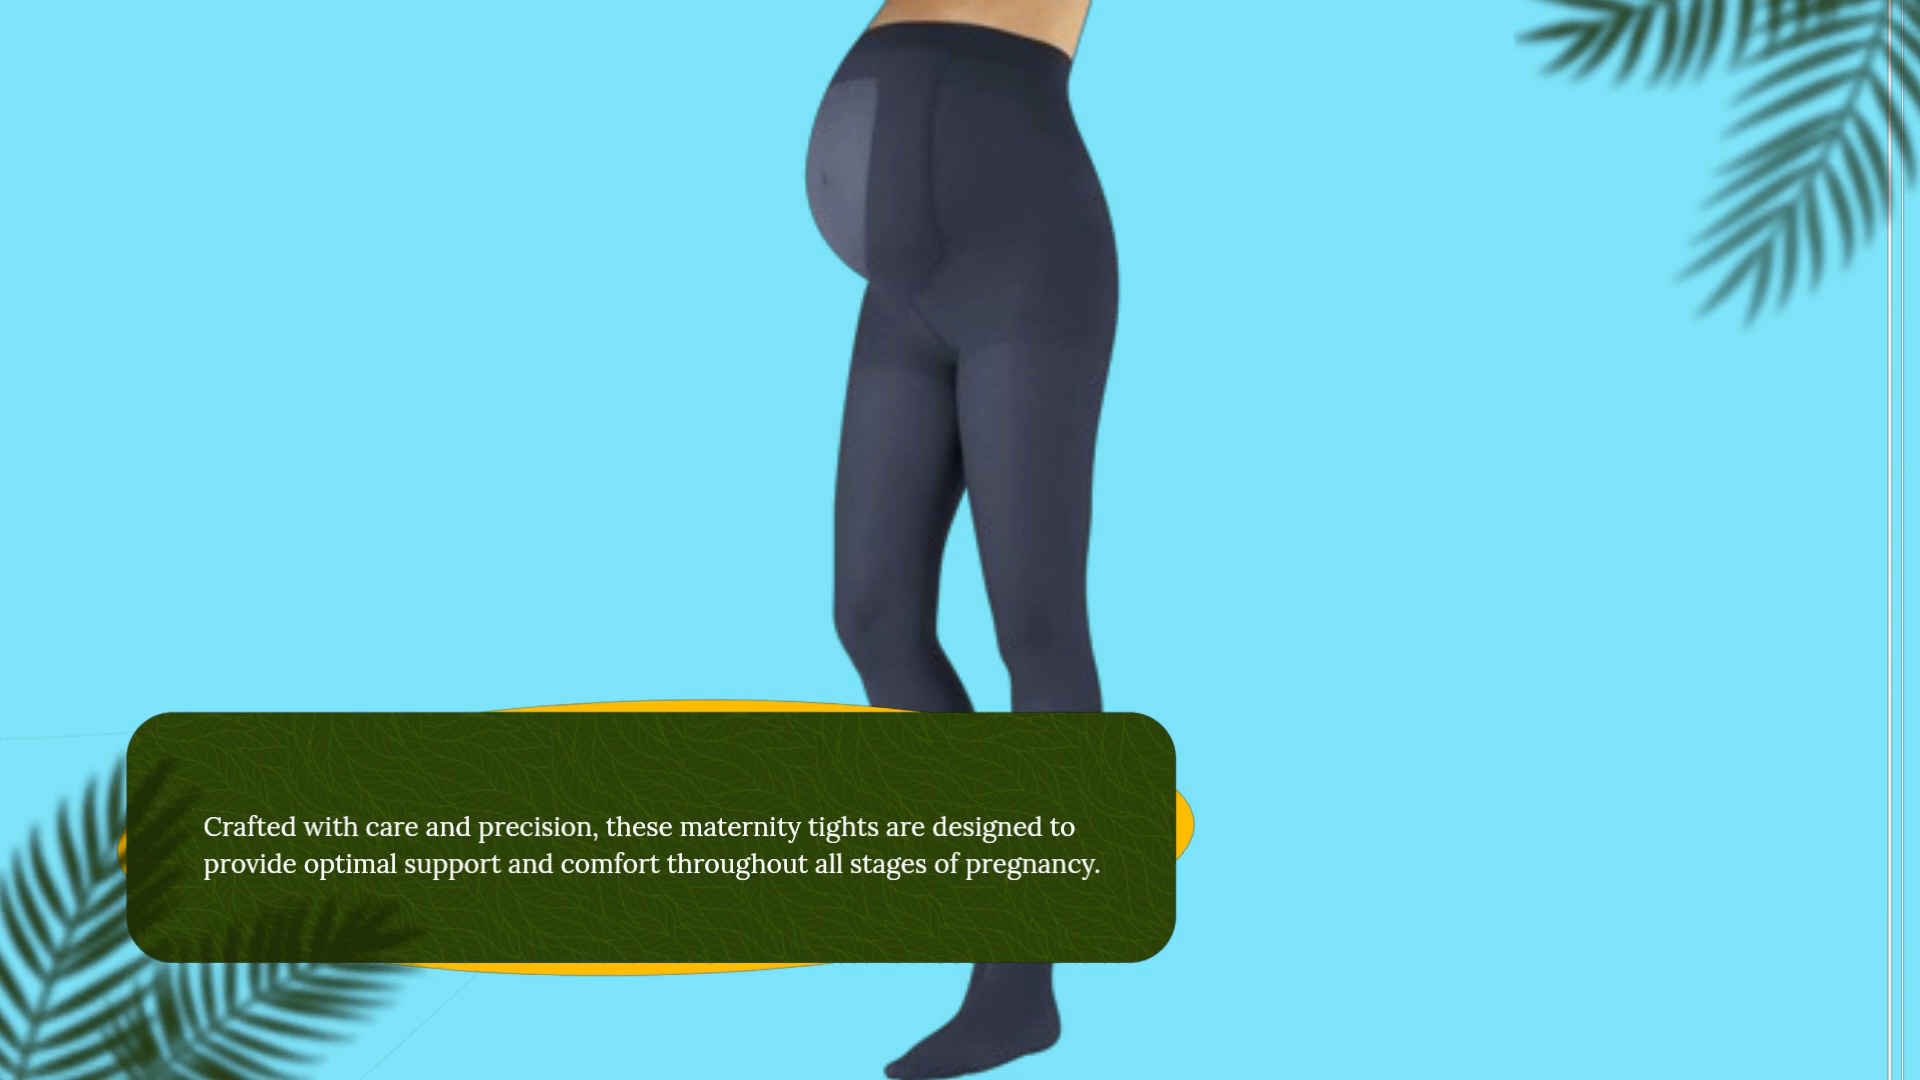 Crafted with care and precision, these maternity tights are designed to
provide optimal support and comfort throughout all stages of pregnancy.